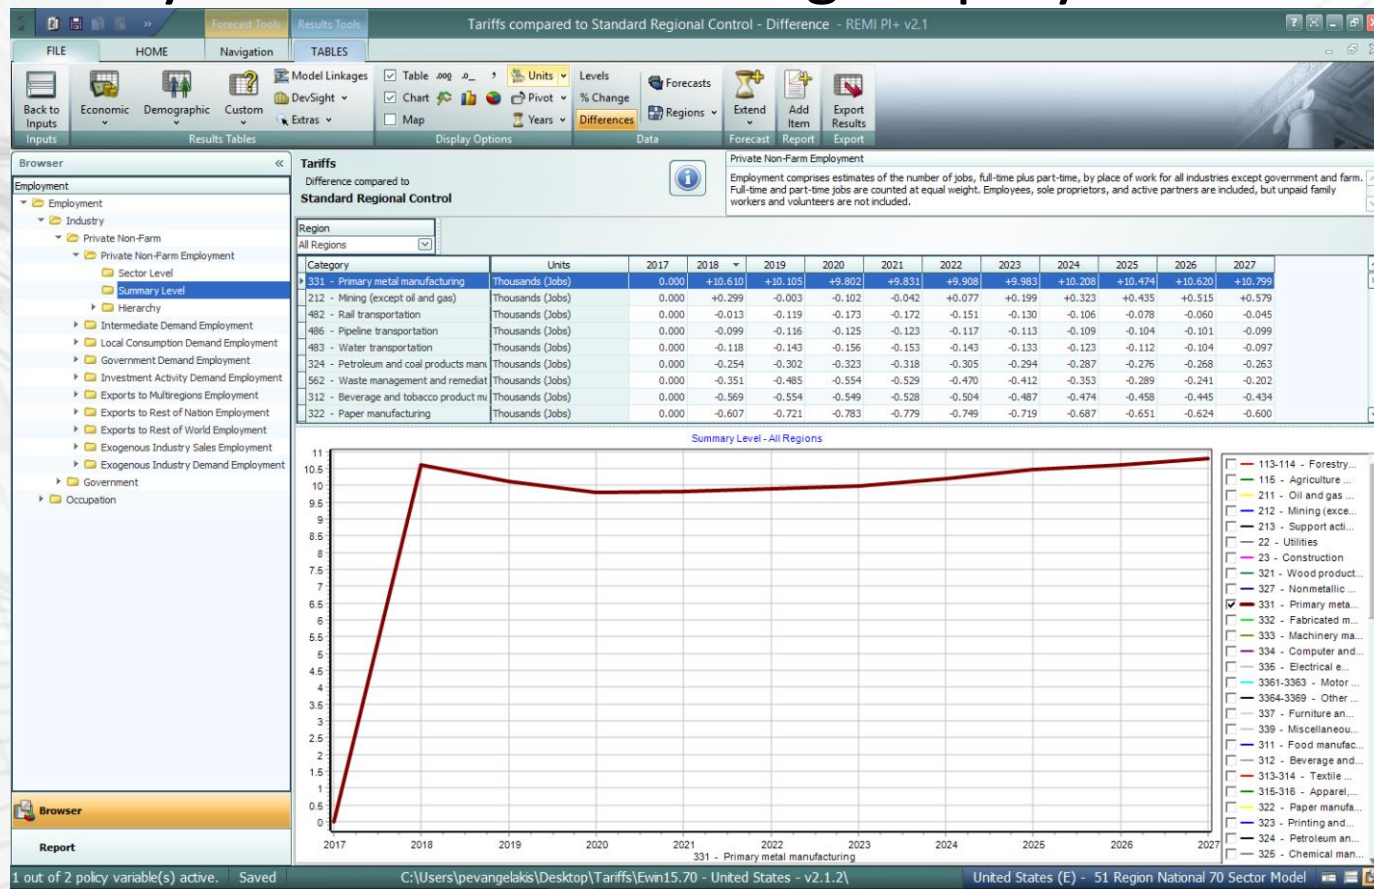 Forecast Tools
Results Tools
Tariffs compared to Standard Regional Control - Difference - REMI PI+ v2.1
FILE
HOME
Navigation
TABLES
Back to Inputs
Economic
Demographic
Custom
Model Linkages
DevSight
Extras
Table
Chart
Map
Units
Pivot
Years
Levels
% Change
Differences
Forecasts
Regions
Extend
Add Item
Export Results
Inputs
Results Tables
Display Options
Data
Forecast
Report
Export
Browser
Employment
Employment
Industry
Private Non-Farm
Private Non-Farm Employment
Sector Level
Summary Level
Hierarchy
Intermediate Demand Employment
Local Consumption Demand Employment
Government Demand Employment
Investment Activity Demand Employment
Exports to Multiregions Employment
Exports to Rest of Nation Employment
Exports to Rest of World Employment
Exogenous Industry Sales Employment
Exogenous Industry Demand Employment
Government
Occupation
Browser
Report
Tariffs
Difference compared to
Standard Regional Control
Private Non-Farm Employment
Employment comprises estimates of the number of jobs, full-time plus part-time, by place of work for all industries except government and farm.
Full-time and part-time jobs are counted at equal weight. Employees, sole proprietors, and active partners are included, but unpaid family
workers and volunteers are not included.
Region
All Regions
Category Units 2017 2018 2019 2020 2021 2022 2023 2024 2025 2026 2027
331 - Primary metal manufacturing Thousands (Jobs) 0.000 +10.610 +10.105 +9.802 +9.831 +9.908 +9.983 +10.208 +10.474 +10.620 +10.799
212 - Mining (except oil and gas) Thousands (Jobs) 0.000 +0.299 -0.003 -0.102 -0.042 +0.077 +0.199 +0.323 +0.435 +0.515 +0.579
482 - Rail transportation Thousands (Jobs) 0.000 -0.013 -0.119 -0.173 -0.172 -0.151 -0.130 -0.106 -0.078 -0.060 -0.045
486 - Pipeline transportation Thousands (Jobs) 0.000 -0.099 -0.116 -0.125 -0.123 -0.117 -0.113 -0.109 -0.104 -0.101 -0.099
483 - Water transportation Thousands (Jobs) 0.000 -0.118 -0.143 -0.156 -0.153 -0.143 -0.133 -0.123 -0.112 -0.104 -0.097
324 - Petroleum and coal products manu Thousands (Jobs) 0.000 -0.254 -0.302 -0.323 -0.318 -0.305 -0.294 -0.287 -0.276 -0.268 -0.263
562 - Waste management and remediat Thousands (Jobs) 0.000 -0.351 -0.485 -0.554 -0.529 -0.470 -0.412 -0.353 -0.289 -0.241 -0.202
312 - Beverage and tobacco product ma Thousands (Jobs) 0.000 -0.569 -0.554 -0.549 -0.528 -0.504 -0.487 -0.474 -0.458 -0.445 -0.434
322 - Paper manufacturing Thousands (Jobs) 0.000 -0.607 -0.721 -0.783 -0.779 -0.749 -0.719 -0.687 -0.651 -0.624 -0.600
Summary Level - All Regions
11
10.5
10
9.5
9
8.5
8
7.5
7
6.5
6
5.5
5
4.5
4
3.5
3
2.5
2
1.5
1
0.5
0
2017 2018 2019 2020 2021 2022 2023 2024 2025 2026 2027
331 - Primary metal manufacturing
113-114 - Forestry...
115 - Agriculture ...
211 - Oil and gas ...
212 - Mining (exce...
213 - Support acti...
22 - Utilities
23 - Construction
321 - Wood product...
327 - Nonmetallic ...
331 - Primary meta...
332 - Fabricated m...
333 - Machinery ma...
334 - Computer and...
335 - Electrical e...
3361-3363 - Motor ...
3364-3369 - Other ...
337 - Furniture an...
339 - Miscellaneou...
311 - Food manufac...
312 - Beverage and...
313-314 - Textile ...
315-316 - Apparel,...
322 - Paper manufa...
323 - Printing and...
324 - Petroleum an...
325 - Chemical man...
1 out of 2 policy variable(s) active. Saved C:\Users\pevangelakis\Desktop\Tariffs\Ewin15.70 - United States - v2.1.2\ United States (E) - 51 Region National 70 Sector Model